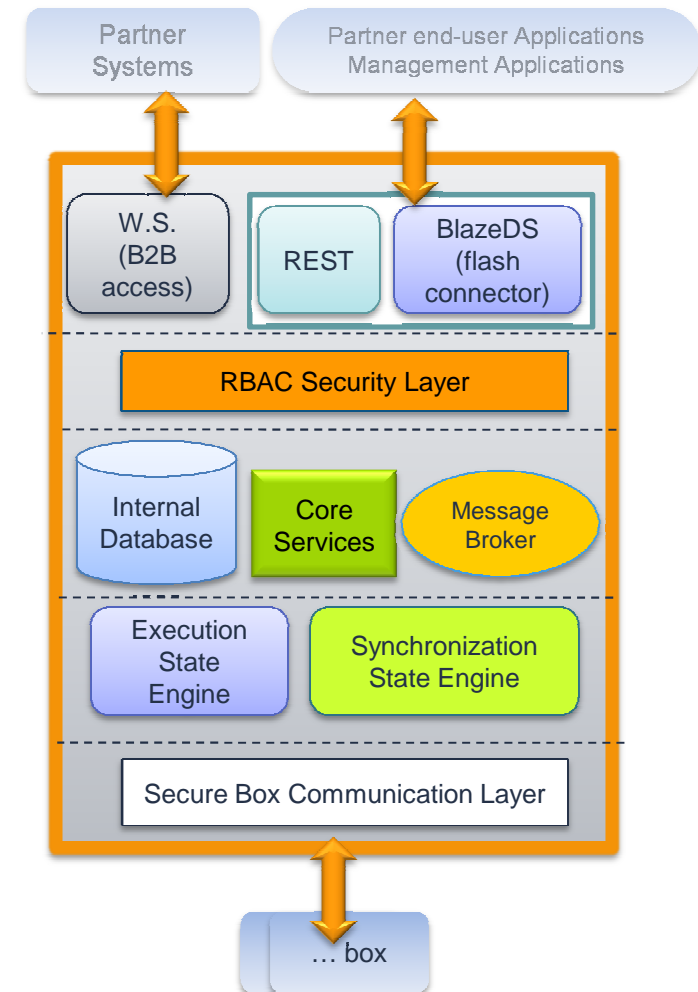 Partner
Systems
Partner end-user Applications
Management Applications
W.S.
(B2B
access)
REST
BlazeDS
(flash
connector)
RBAC Security Layer
Internal
Database
Core
Services
Message
Broker
Execution
State
Engine
Synchronization
State Engine
Secure Box Communication Layer
... box